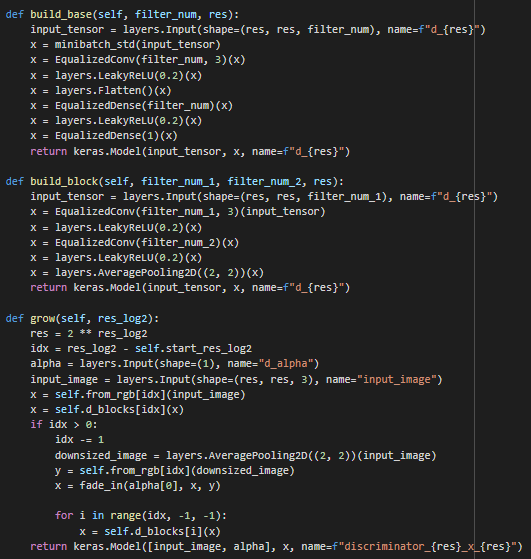 def build_base(self, filter_num, res):
    input_tensor = layers.Input(shape=(res, res, filter_num), name=f"d_{res}")
    x = minibatch_std(input_tensor)
    x = EqualizedConv(filter_num, 3)(x)
    x = layers.LeakyReLU(0.2)(x)
    x = layers.Flatten()(x)
    x = EqualizedDense(filter_num)(x)
    x = layers.LeakyReLU(0.2)(x)
    x = EqualizedDense(1)(x)
    return keras.Model(input_tensor, x, name=f"d_{res}")

def build_block(self, filter_num_1, filter_num_2, res):
    input_tensor = layers.Input(shape=(res, res, filter_num_1), name=f"d_{res}")
    x = EqualizedConv(filter_num_1, 3)(input_tensor)
    x = layers.LeakyReLU(0.2)(x)
    x = EqualizedConv(filter_num_2)(x)
    x = layers.LeakyReLU(0.2)(x)
    x = layers.AveragePooling2D((2, 2))(x)
    return keras.Model(input_tensor, x, name=f"d_{res}")

def grow(self, res_log2):
    res = 2 ** res_log2
    idx = res_log2 - self.start_res_log2
    alpha = layers.Input(shape=(1), name="d_alpha")
    input_image = layers.Input(shape=(res, res, 3), name="input_image")
    x = self.from_rgb[idx](input_image)
    x = self.d_blocks[idx](x)
    if idx > 0:
        idx -= 1
        downsized_image = layers.AveragePooling2D((2, 2))(input_image)
        y = self.from_rgb[idx](downsized_image)
        x = fade_in(alpha[0], x, y)

        for i in range(idx, -1, -1):
            x = self.d_blocks[i](x)
    return keras.Model([input_image, alpha], x, name=f"discriminator_{res}_x_{res}")